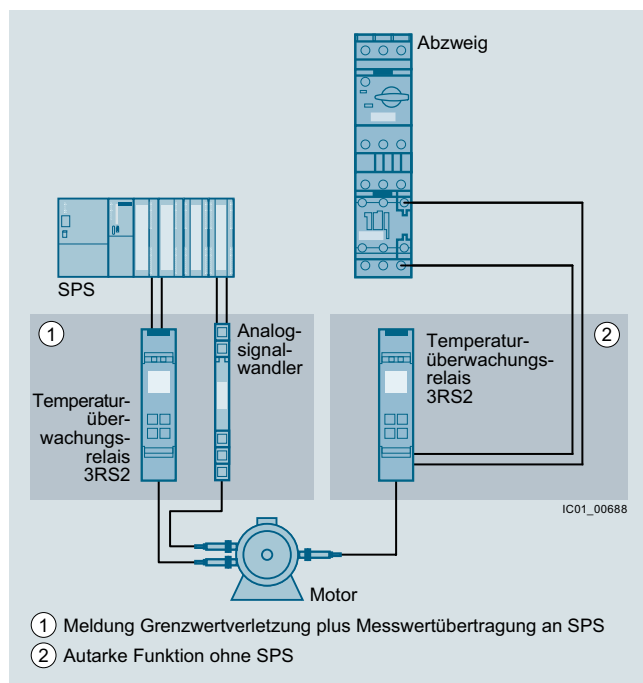 Abzweig
SPS
1
Temperatur-
über-
wachungs-
relais
3RS2
Analog-
signal-
wandler
Temperatur-
überwachungs-
relais
3RS2
2
IC01_00688
Motor
1 Meldung Grenzwertverletzung plus Messwertübertragung an SPS
2 Autarke Funktion ohne SPS